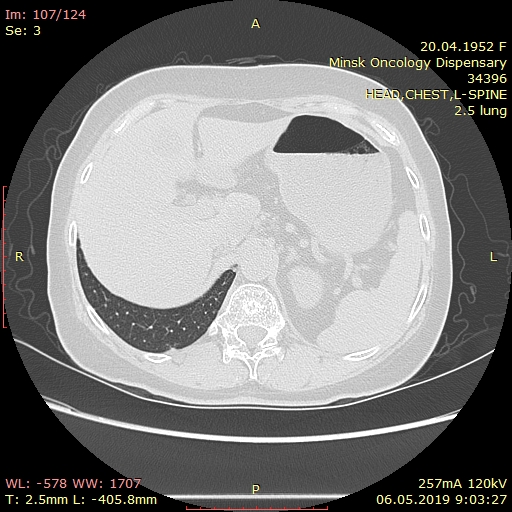 Im: 107/124
Se: 3
A
20.04.1952 F
Minsk Oncology Dispensary
34396
HEAD,CHEST,L-SPINE
2.5 lung
R
L
WL: -578 WW: 1707
T: 2.5mm L: -405.8mm
P
257mA 120kV
06.05.2019 9:03:27